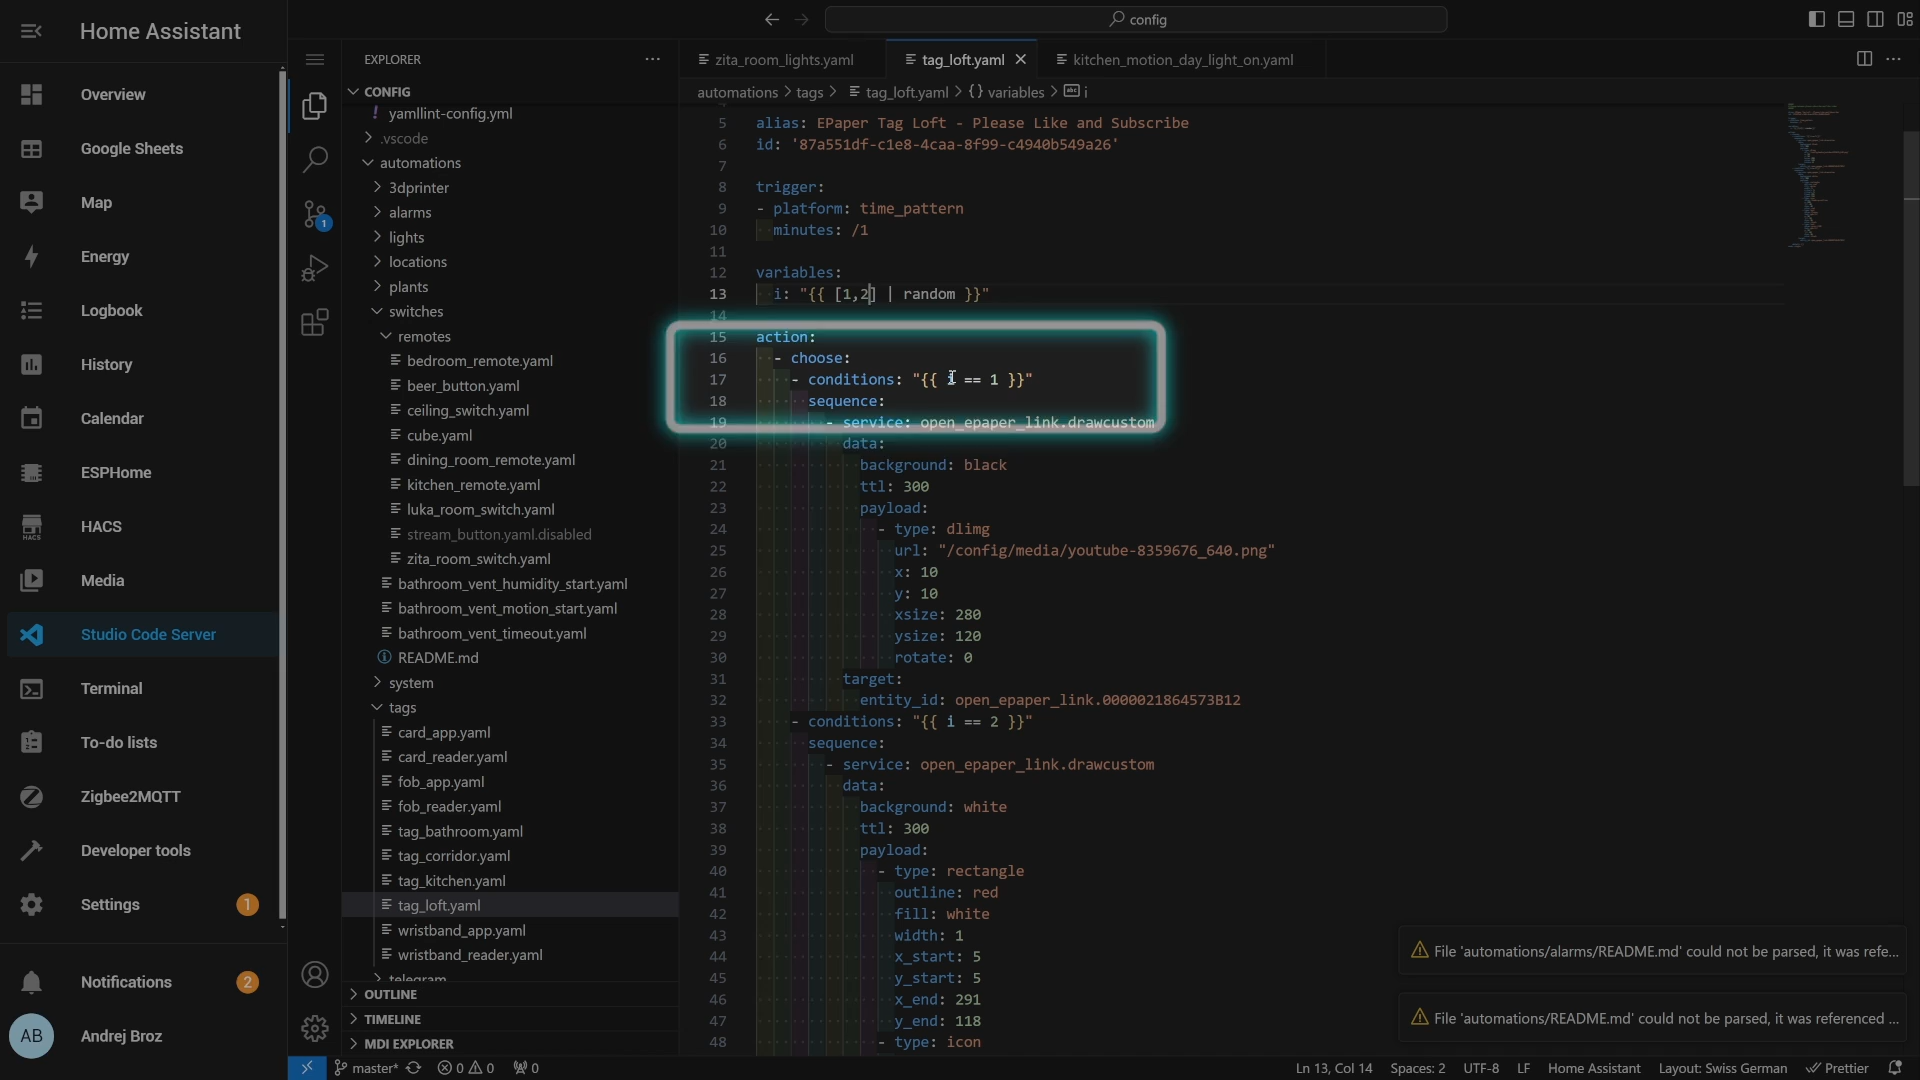 Home Assistant
config
EXPLORER
zita_room_lights.yaml
tag_loft.yaml
kitchen_motion_day_light_on.yaml
automations > tags > tag_loft.yaml > {} variables > abc i
Overview
Google Sheets
Map
Energy
Logbook
History
Calendar
ESPHome
HACS
HACS
Media
Studio Code Server
Terminal
To-do lists
Zigbee2MQTT
Developer tools
Settings
1
Notifications
2
AB
Andrej Broz
1
CONFIG
! yamllint-config.yml
.vscode
automations
3dprinter
alarms
lights
locations
plants
switches
remotes
bedroom_remote.yaml
beer_button.yaml
ceiling_switch.yaml
cube.yaml
dining_room_remote.yaml
kitchen_remote.yaml
luka_room_switch.yaml
stream_button.yaml.disabled
zita_room_switch.yaml
bathroom_vent_humidity_start.yaml
bathroom_vent_motion_start.yaml
bathroom_vent_timeout.yaml
README.md
system
tags
card_app.yaml
card_reader.yaml
fob_app.yaml
fob_reader.yaml
tag_bathroom.yaml
tag_corridor.yaml
tag_kitchen.yaml
tag_loft.yaml
wristband_app.yaml
wristband_reader.yaml
telegram
OUTLINE
TIMELINE
MDI EXPLORER
5 alias: EPaper Tag Loft - Please Like and Subscribe
6 id: '87a551df-c1e8-4caa-8f99-c4940b549a26'
7
8 trigger:
9 - platform: time_pattern
10 minutes: /1
11
12 variables:
13 i: "{{ [1,2] | random }}"
14
15 action:
16 - choose:
17 - conditions: "{{ i == 1 }}"
18 sequence:
19 - service: open_epaper_link.drawcustom
20 data:
21 background: black
22 ttl: 300
23 payload:
24 - type: dlimg
25 url: "/config/media/youtube-8359676_640.png"
26 x: 10
27 y: 10
28 xsize: 280
29 ysize: 120
30 rotate: 0
31 target:
32 entity_id: open_epaper_link.0000021864573B12
33 - conditions: "{{ i == 2 }}"
34 sequence:
35 - service: open_epaper_link.drawcustom
36 data:
37 background: white
38 ttl: 300
39 payload:
40 - type: rectangle
41 outline: red
42 fill: white
43 width: 1
44 x_start: 5
45 y_start: 5
46 x_end: 291
47 y_end: 118
48 - type: icon
File 'automations/alarms/README.md' could not be parsed, it was refe...
File 'automations/README.md' could not be parsed, it was referenced ...
master* 0 0 0
Ln 13, Col 14 Spaces: 2 UTF-8 LF Home Assistant Layout: Swiss German Prettier